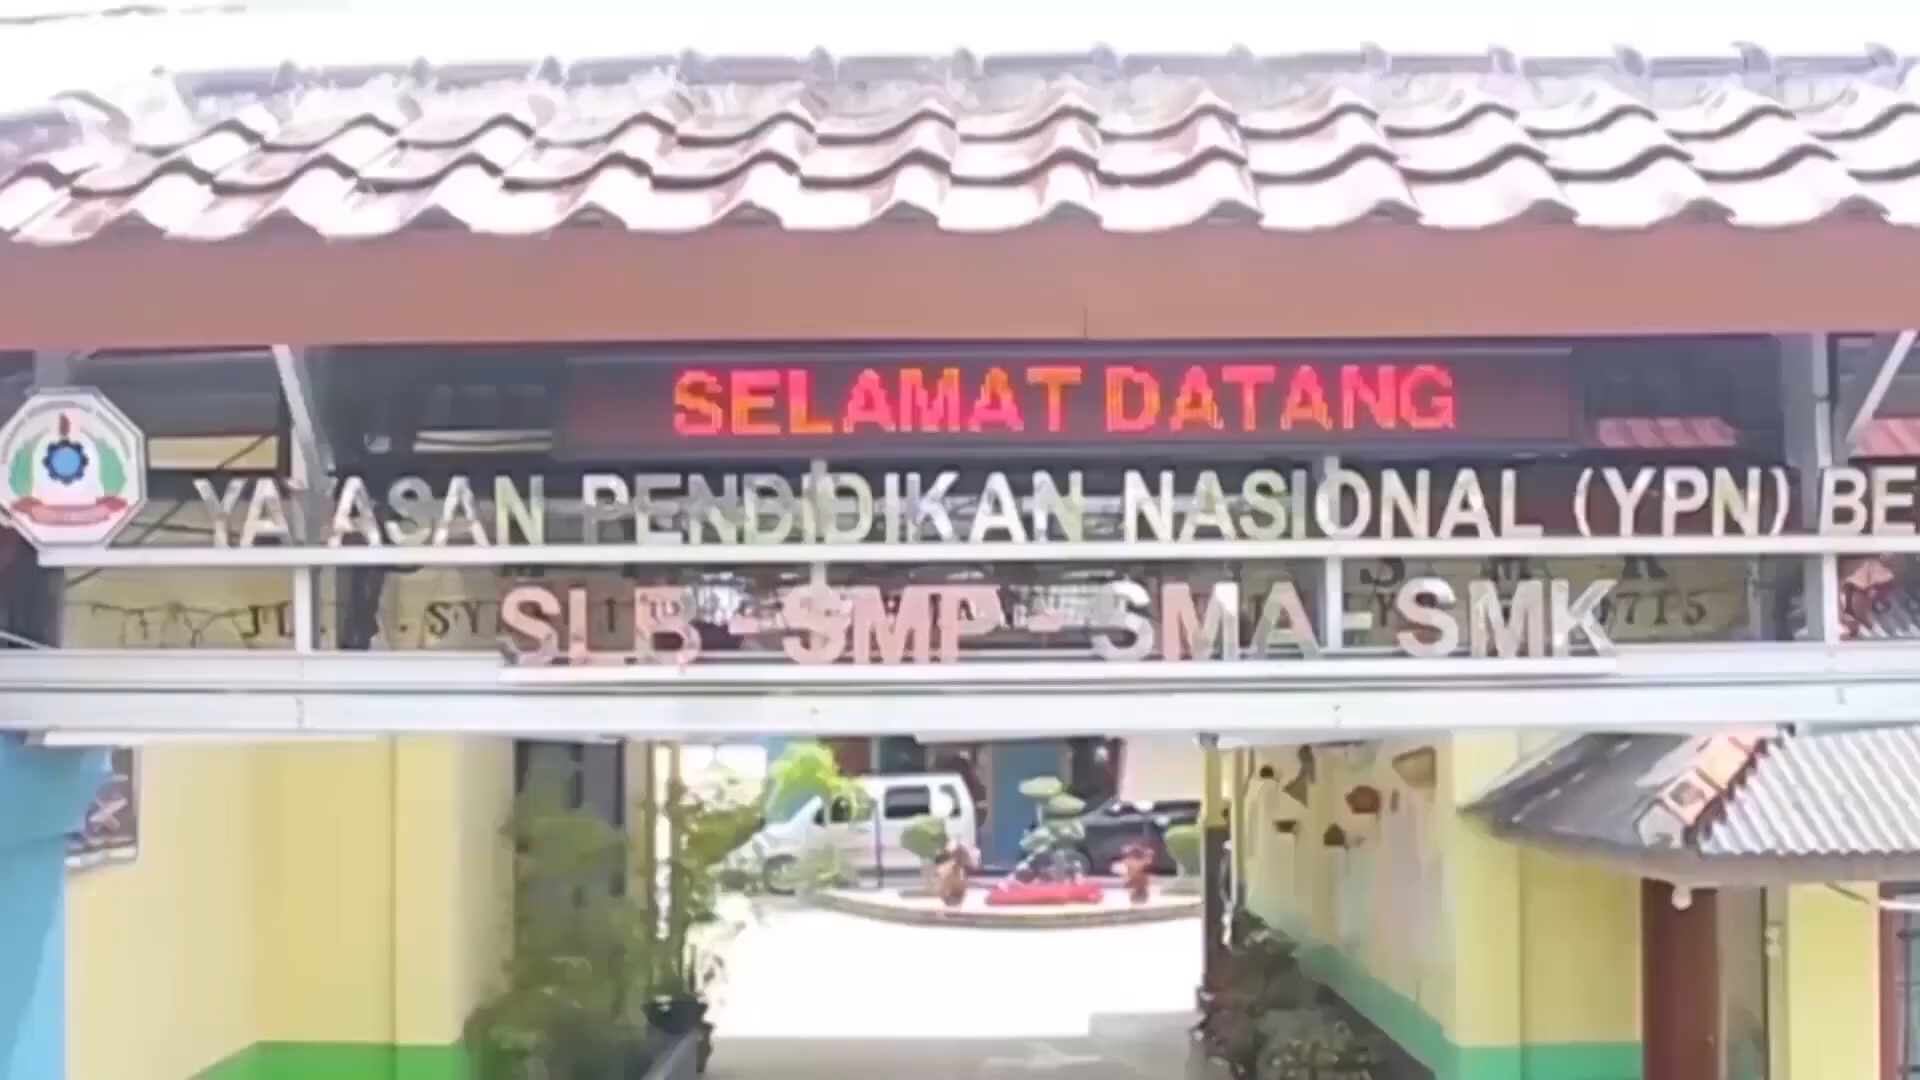 SELAMAT DATANG
YAYASAN PENDIDIKAN NASIONAL (YPN) BE
SLB - SMP - SMA - SMK